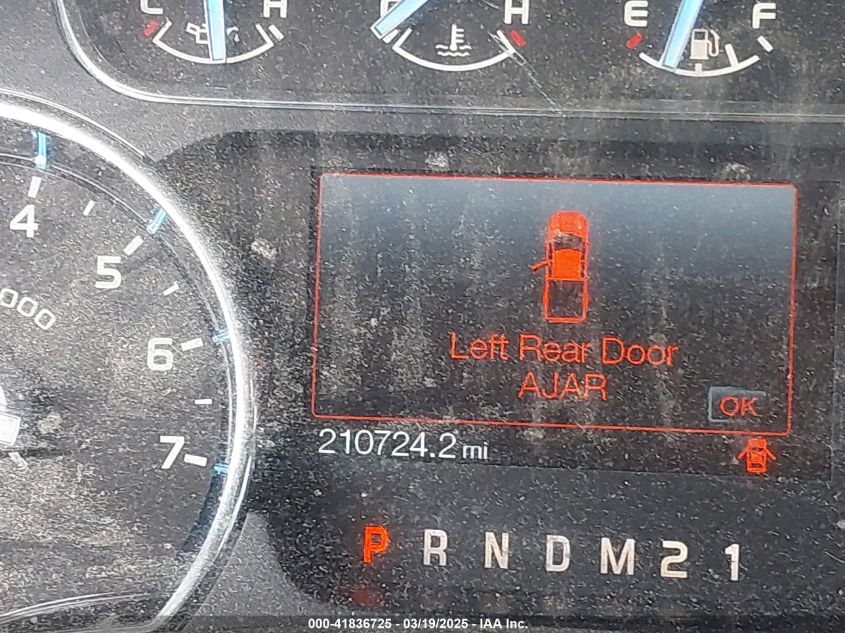 C H
C H
E F
4
5
000
6
7
Left Rear Door
AJAR
OK
210724.2 mi
P R N D M 2 1
000-41836725 - 03/19/2025 - IAA Inc.